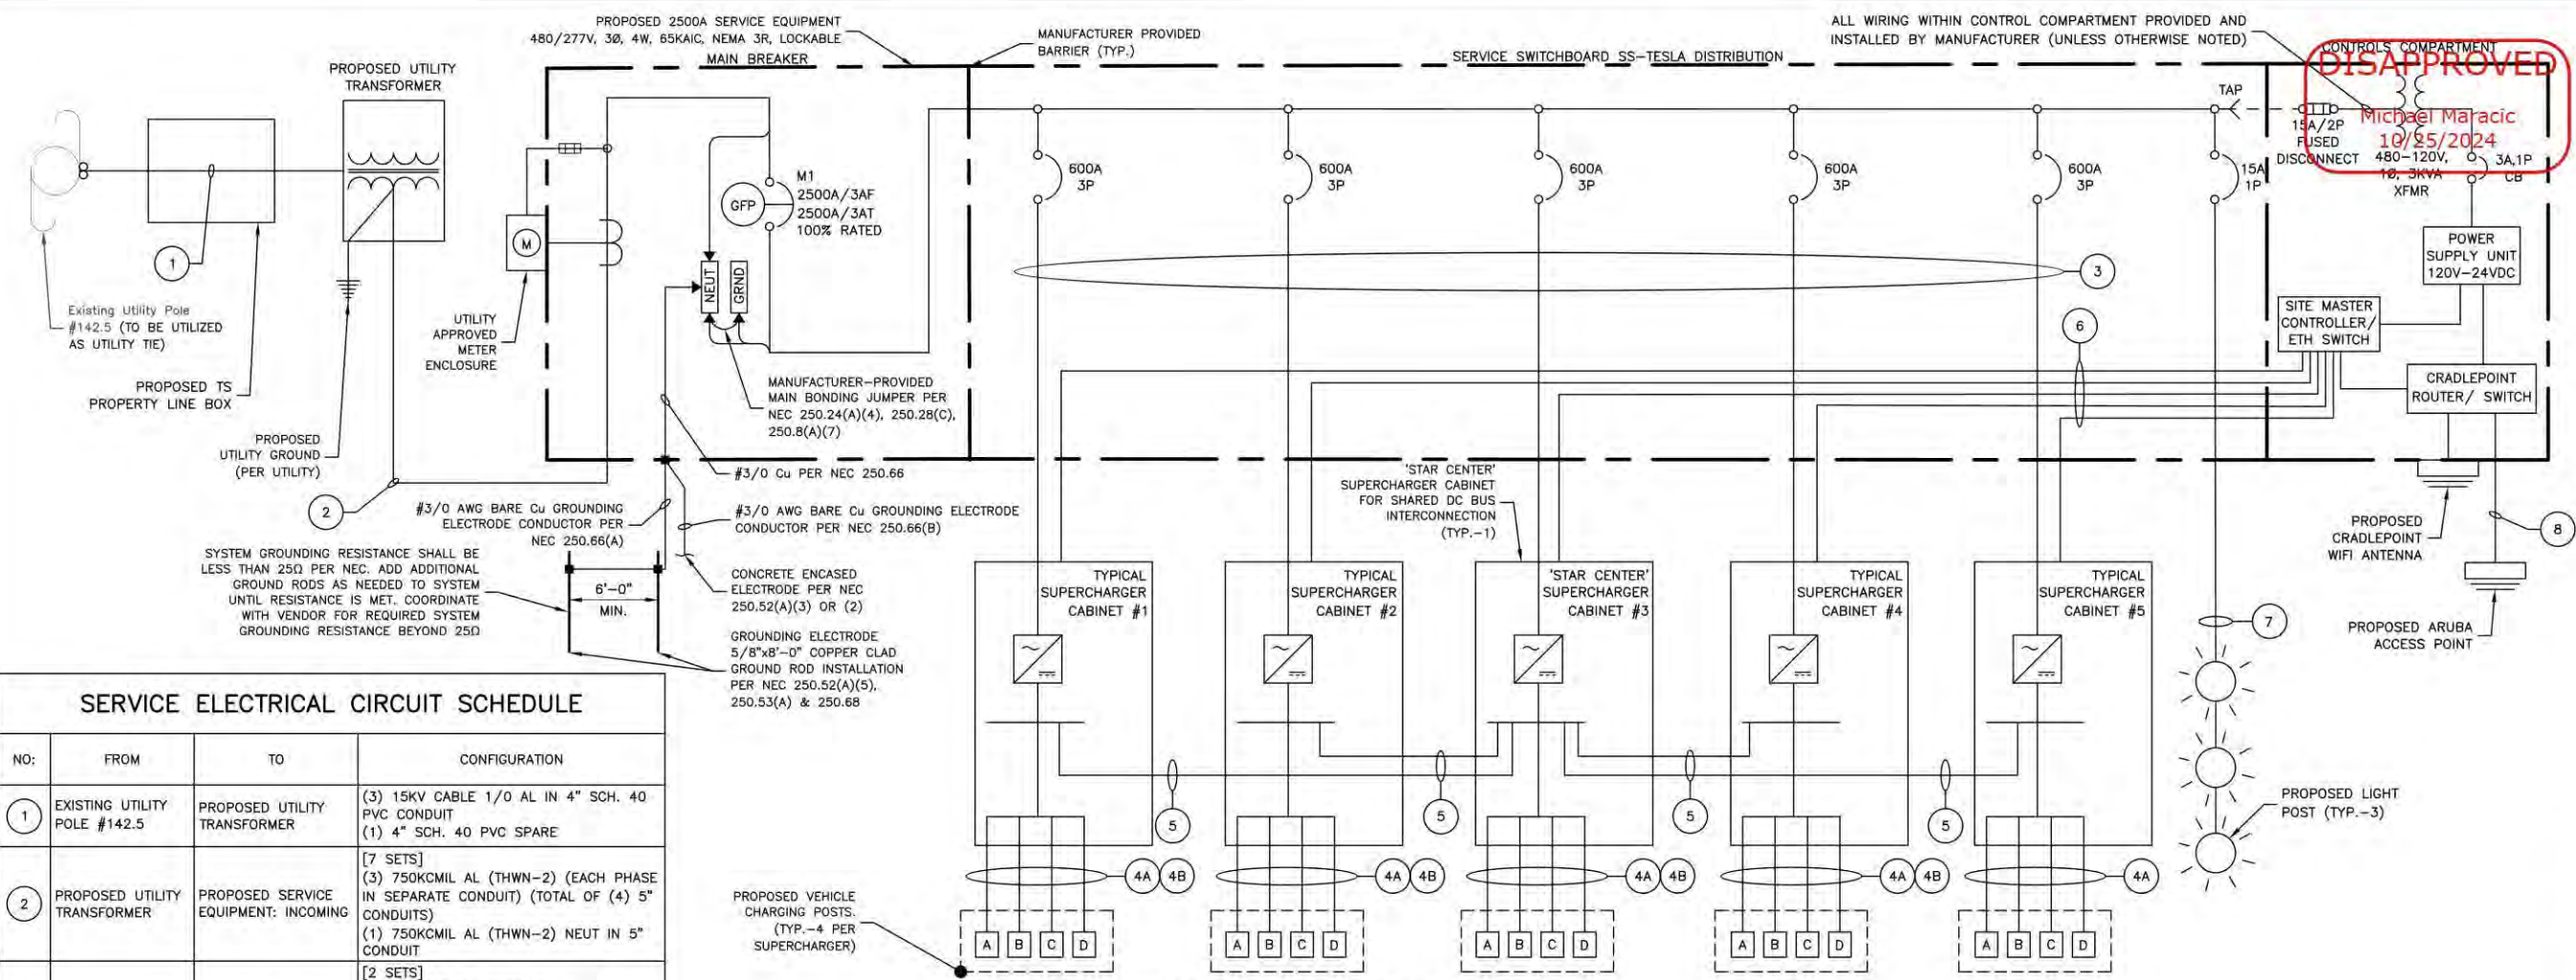 PROPOSED 2500A SERVICE EQUIPMENT
480/277V, 3Ø, 4W, 65KAIC, NEMA 3R, LOCKABLE
MAIN BREAKER
MANUFACTURER PROVIDED
BARRIER (TYP.)
SERVICE SWITCHBOARD SS-TESLA DISTRIBUTION
ALL WIRING WITHIN CONTROL COMPARTMENT PROVIDED AND
INSTALLED BY MANUFACTURER (UNLESS OTHERWISE NOTED)
CONTROLS COMPARTMENT
DISAPPROVED
Michael Maracic
10/25/2024
PROPOSED UTILITY
TRANSFORMER
1
Existing Utility Pole
#142.5 (TO BE UTILIZED
AS UTILITY TIE)
PROPOSED TS
PROPERTY LINE BOX
PROPOSED
UTILITY GROUND
(PER UTILITY)
2
M
UTILITY
APPROVED
METER
ENCLOSURE
GFP
M1
2500A/3AF
2500A/3AT
100% RATED
NEUT
GRND
MANUFACTURER-PROVIDED
MAIN BONDING JUMPER PER
NEC 250.24(A)(4), 250.28(C),
250.8(A)(7)
#3/0 Cu PER NEC 250.66
#3/0 AWG BARE Cu GROUNDING
ELECTRODE CONDUCTOR PER
NEC 250.66(A)
#3/0 AWG BARE Cu GROUNDING ELECTRODE
CONDUCTOR PER NEC 250.66(B)
SYSTEM GROUNDING RESISTANCE SHALL BE
LESS THAN 25Ω PER NEC. ADD ADDITIONAL
GROUND RODS AS NEEDED TO SYSTEM
UNTIL RESISTANCE IS MET. COORDINATE
WITH VENDOR FOR REQUIRED SYSTEM
GROUNDING RESISTANCE BEYOND 25Ω
6'-0"
MIN.
CONCRETE ENCASED
ELECTRODE PER NEC
250.52(A)(3) OR (2)
GROUNDING ELECTRODE
5/8"x8'-0" COPPER CLAD
GROUND ROD INSTALLATION
PER NEC 250.52(A)(5),
250.53(A) & 250.68
600A
3P
600A
3P
600A
3P
600A
3P
600A
3P
15A
1P
TAP
15A/2P
FUSED
DISCONNECT
480-120V,
1Ø, 3KVA
XFMR
3A,1P
CB
3
6
POWER
SUPPLY UNIT
120V-24VDC
SITE MASTER
CONTROLLER/
ETH SWITCH
CRADLEPOINT
ROUTER/ SWITCH
'STAR CENTER'
SUPERCHARGER CABINET
FOR SHARED DC BUS
INTERCONNECTION
(TYP.-1)
PROPOSED
CRADLEPOINT
WIFI ANTENNA
8
PROPOSED ARUBA
ACCESS POINT
TYPICAL
SUPERCHARGER
CABINET #1
TYPICAL
SUPERCHARGER
CABINET #2
'STAR CENTER'
SUPERCHARGER
CABINET #3
TYPICAL
SUPERCHARGER
CABINET #4
TYPICAL
SUPERCHARGER
CABINET #5
7
PROPOSED LIGHT
POST (TYP.-3)
5
5
5
5
4A 4B
4A 4B
4A 4B
4A 4B
4A
PROPOSED VEHICLE
CHARGING POSTS.
(TYP.-4 PER
SUPERCHARGER)
A B C D
A B C D
A B C D
A B C D
A B C D
SERVICE ELECTRICAL CIRCUIT SCHEDULE
NO: FROM TO CONFIGURATION
1
EXISTING UTILITY
POLE #142.5
PROPOSED UTILITY
TRANSFORMER
(3) 15KV CABLE 1/0 AL IN 4" SCH. 40
PVC CONDUIT
(1) 4" SCH. 40 PVC SPARE
2
PROPOSED UTILITY
TRANSFORMER
PROPOSED SERVICE
EQUIPMENT: INCOMING
[7 SETS]
(3) 750KCMIL AL (THWN-2) (EACH PHASE
IN SEPARATE CONDUIT) (TOTAL OF (4) 5"
CONDUITS)
(1) 750KCMIL AL (THWN-2) NEUT IN 5"
CONDUIT
[2 SETS]